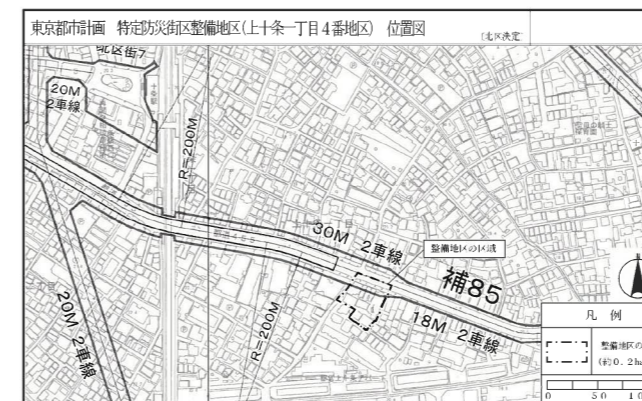 東京都市計画 特定防災街区整備地区(上十条一丁目4番地区) 位置図
〔北区決定
北区街7
20M
2車線
R=200M
30M 2車線
整備地区の区域
補85
18M 2車線
R=200M
20M 2車線
凡 例
整備地区の
(約0.2ha
0 50 10